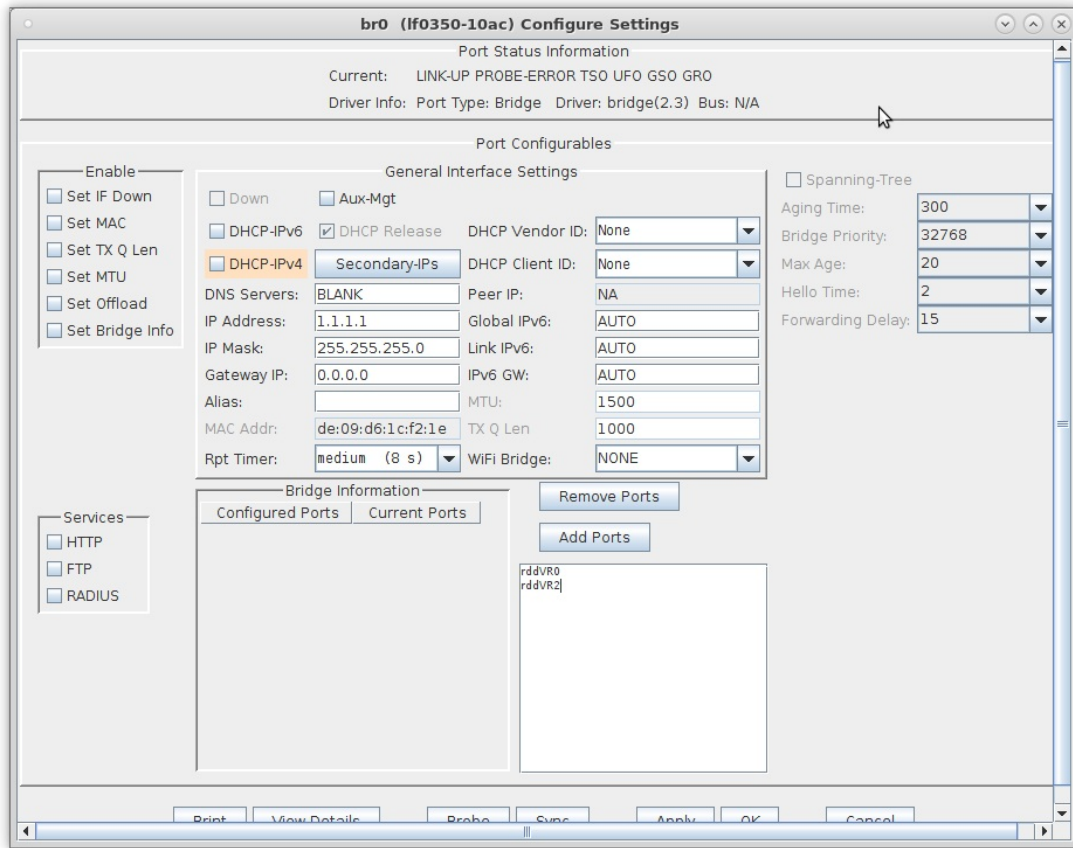 br0 (lf0350-10ac) Configure Settings
Port Status Information
Current: LINK-UP PROBE-ERROR TSO UFO GSO GRO
Driver Info: Port Type: Bridge Driver: bridge(2.3) Bus: N/A
Port Configurables
Enable
Set IF Down
Set MAC
Set TX Q Len
Set MTU
Set Offload
Set Bridge Info
General Interface Settings
Down Aux-Mgt
DHCP-IPv6 DHCP Release DHCP Vendor ID: None
DHCP-IPv4 Secondary-IPs DHCP Client ID: None
DNS Servers: BLANK Peer IP: NA
IP Address: 1.1.1.1 Global IPv6: AUTO
IP Mask: 255.255.255.0 Link IPv6: AUTO
Gateway IP: 0.0.0.0 IPv6 GW: AUTO
Alias: MTU: 1500
MAC Addr: de:09:d6:1c:f2:1e TX Q Len 1000
Rpt Timer: medium (8 s) WiFi Bridge: NONE
Spanning-Tree
Aging Time: 300
Bridge Priority: 32768
Max Age: 20
Hello Time: 2
Forwarding Delay: 15
Services
HTTP
FTP
RADIUS
Bridge Information
Configured Ports Current Ports
Remove Ports
Add Ports
rddVR0
rddVR2
Print View Details Probe Sync Apply OK Cancel